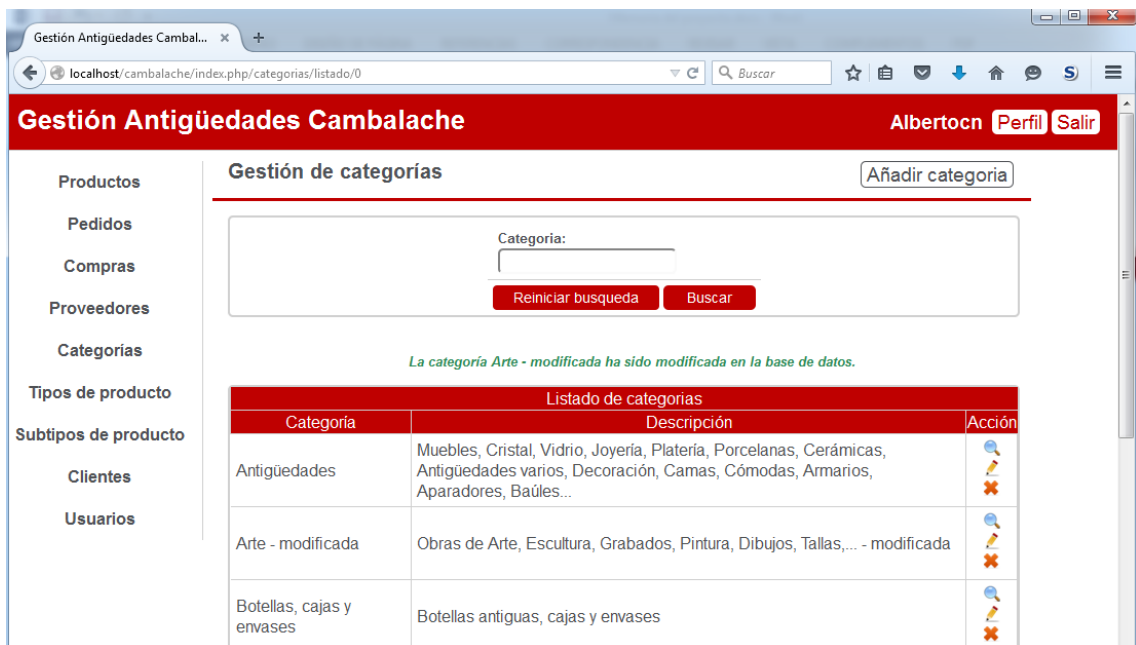 Gestión Antigüedades Cambal...
localhost/cambalache/index.php/categorias/listado/0
Buscar
Gestión Antigüedades Cambalache
Albertocn Perfil Salir
Productos
Pedidos
Compras
Proveedores
Categorías
Tipos de producto
Subtipos de producto
Clientes
Usuarios
Gestión de categorías
Añadir categoria
Categoria:
Reiniciar busqueda Buscar
La categoría Arte - modificada ha sido modificada en la base de datos.
Listado de categorias
Categoría Descripción Acción
Antigüedades
Muebles, Cristal, Vidrio, Joyería, Platería, Porcelanas, Cerámicas,
Antigüedades varios, Decoración, Camas, Cómodas, Armarios,
Aparadores, Baúles...
Arte - modificada
Obras de Arte, Escultura, Grabados, Pintura, Dibujos, Tallas,... - modificada
Botellas, cajas y
envases
Botellas antiguas, cajas y envases